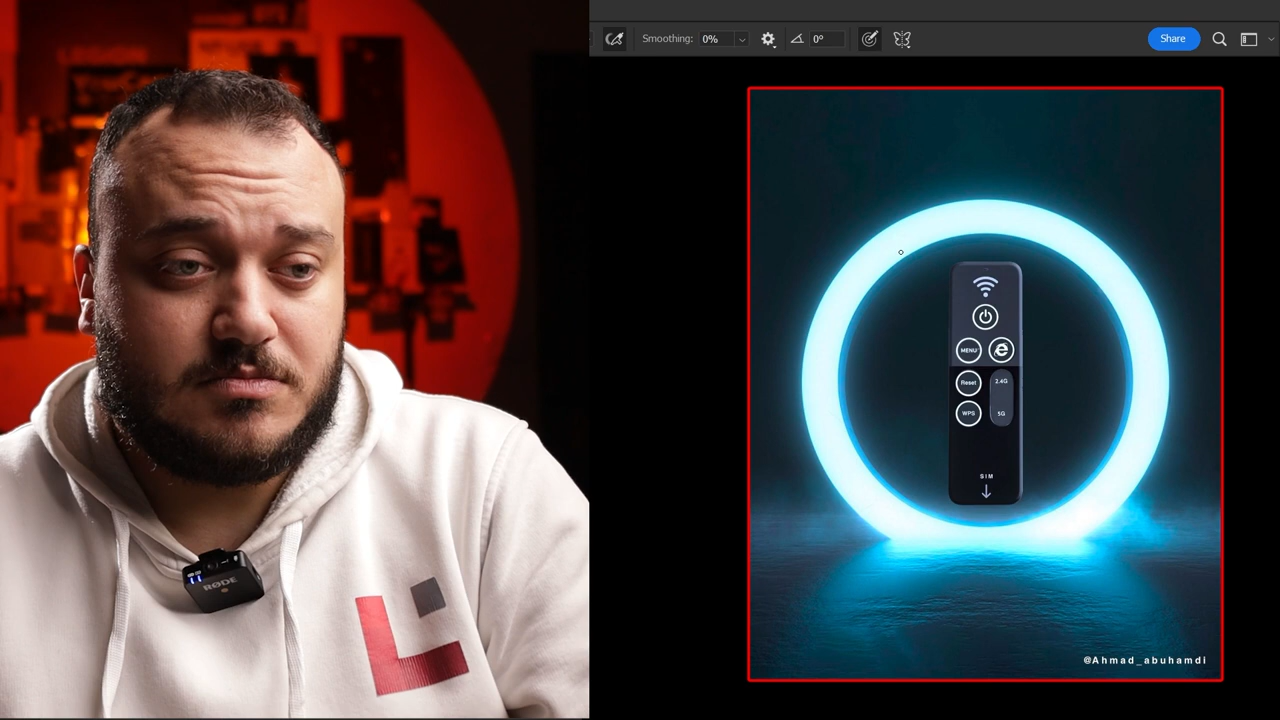 Smoothing: 0% 0° Share
RØDE
MENU
Reset 2.4G
WPS 5G
SIM
@Ahmad_abuhamdi